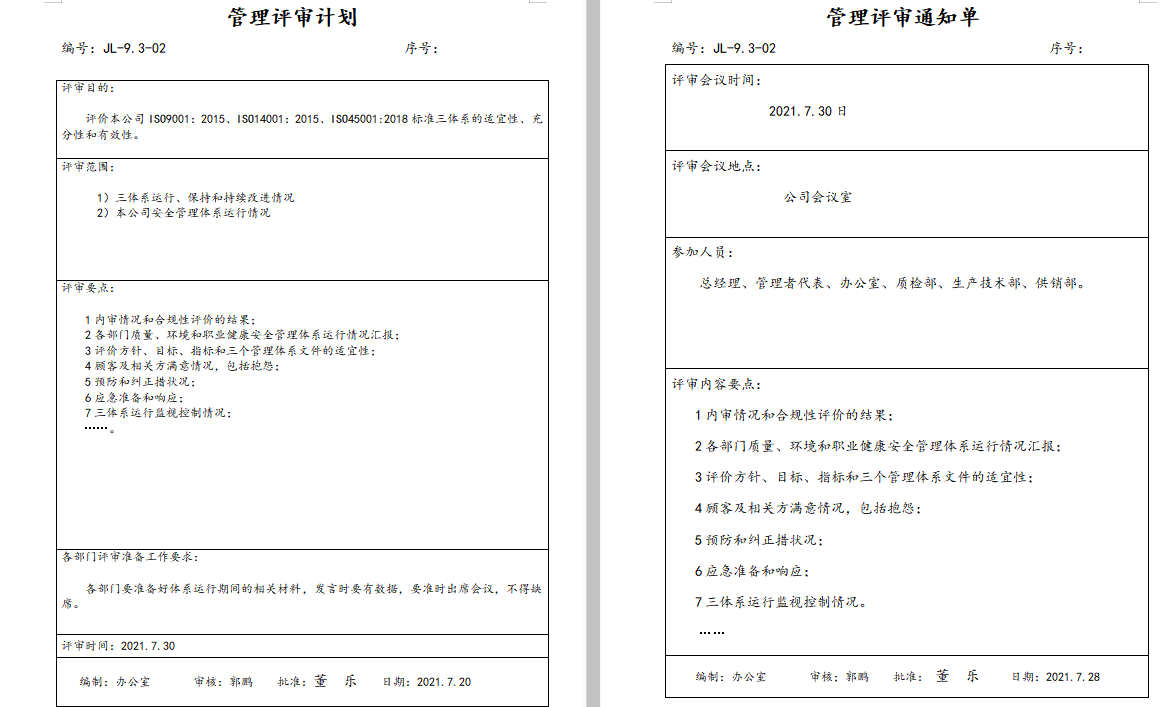 管理评审计划
编号：JL-9.3-02 序号：
评审目的：
评价本公司ISO9001：2015、ISO14001：2015、ISO45001:2018标准三体系的适宜性、充
分性和有效性。
评审范围：
1）三体系运行、保持和持续改进情况
2）本公司安全管理体系运行情况
评审要点：
1内审情况和合规性评价的结果；
2各部门质量、环境和职业健康安全管理体系运行情况汇报；
3评价方针、目标、指标和三个管理体系文件的适宜性；
4顾客及相关方满意情况，包括抱怨；
5预防和纠正措状况；
6应急准备和响应；
7三体系运行监视控制情况；
……。
各部门评审准备工作要求：
各部门要准备好体系运行期间的相关材料，发言时要有数据，要准时出席会议，不得缺
席。
评审时间：2021.7.30
编制：办公室 审核：郭鹏 批准：董 乐 日期：2021.7.20
管理评审通知单
编号：JL-9.3-02 序号：
评审会议时间：
2021.7.30日
评审会议地点：
公司会议室
参加人员：
总经理、管理者代表、办公室、质检部、生产技术部、供销部。
评审内容要点：
1内审情况和合规性评价的结果；
2各部门质量、环境和职业健康安全管理体系运行情况汇报；
3评价方针、目标、指标和三个管理体系文件的适宜性；
4顾客及相关方满意情况，包括抱怨；
5预防和纠正措状况；
6应急准备和响应；
7三体系运行监视控制情况。
……
编制：办公室 审核：郭鹏 批准：董 乐 日期：2021.7.28